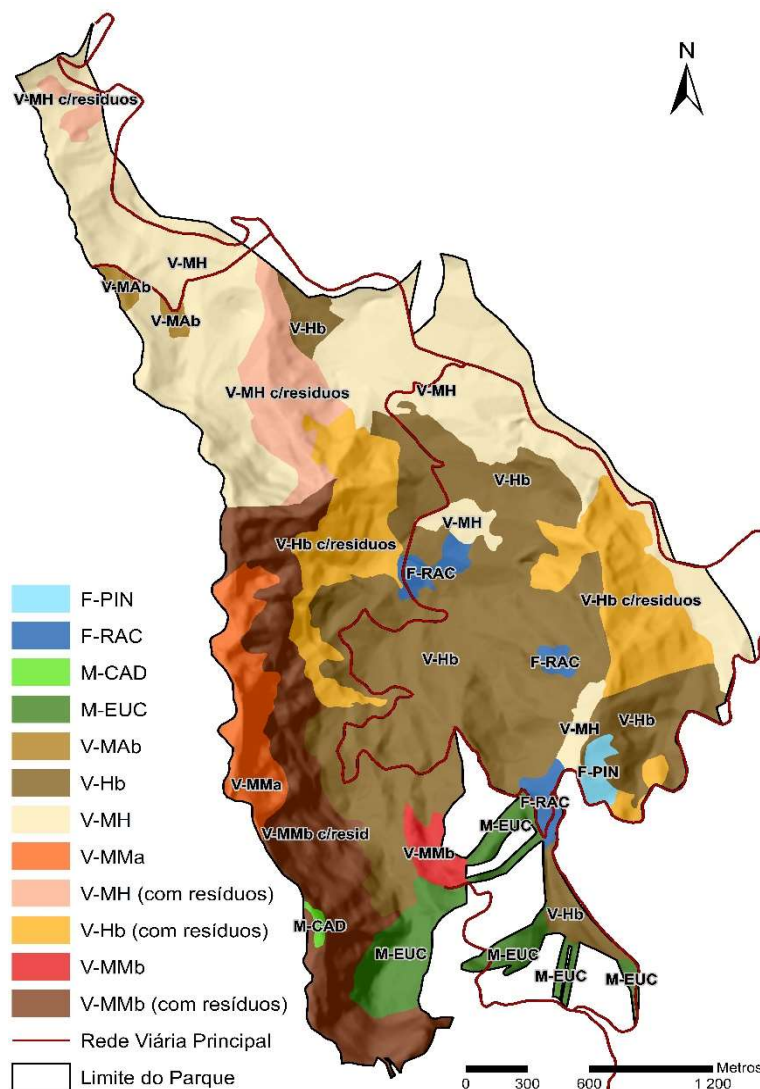 N
V-MH c/residuos
V-MH
V-MAb
V-MAb
V-Hb
V-MH c/residuos
V-MH
V-Hb
V-MH
V-Hb c/residuos
F-RAC
V-Hb c/residuos
V-Hb
F-RAC
V-MH
V-Hb
F-PIN
V-MMa
F-RAC
M-EUC
V-MMb c/resid
V-MMb
M-CAD
M-EUC
V-Hb
M-EUC
M-EUC
M-EUC
F-PIN
F-RAC
M-CAD
M-EUC
V-MAb
V-Hb
V-MH
V-MMa
V-MH (com resíduos)
V-Hb (com resíduos)
V-MMb
V-MMb (com resíduos)
Rede Viária Principal
Limite do Parque
Metros
0 300 600 1 200